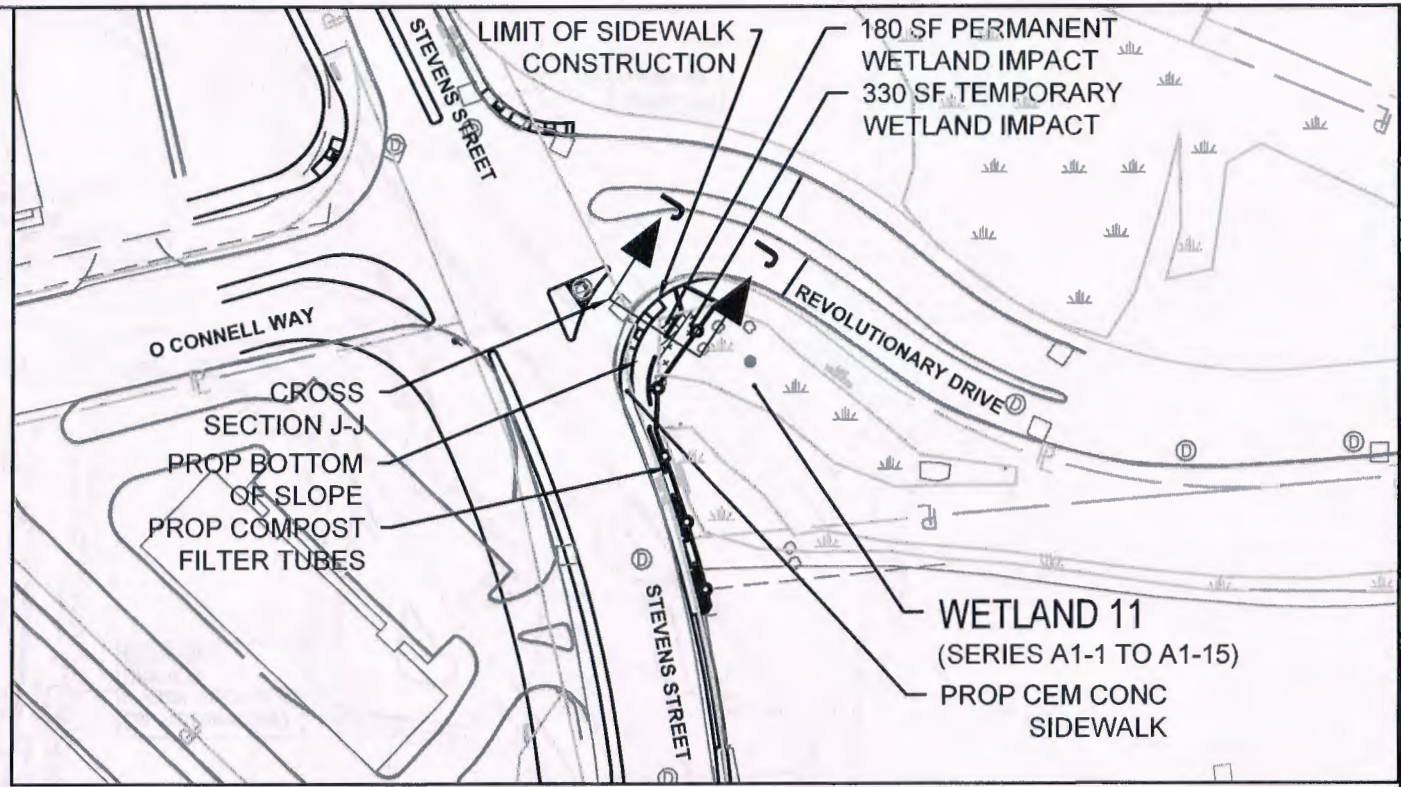 STEVENS STREET
LIMIT OF SIDEWALK
CONSTRUCTION
180 SF PERMANENT
WETLAND IMPACT
330 SF TEMPORARY
WETLAND IMPACT
J
J
REVOLUTIONARY DRIVE
O CONNELL WAY
CROSS
SECTION J-J
PROP BOTTOM
OF SLOPE
PROP COMPOST
FILTER TUBES
D
D
D
D
D
D
D
STEVENS STREET
WETLAND 11
(SERIES A1-1 TO A1-15)
PROP CEM CONC
SIDEWALK